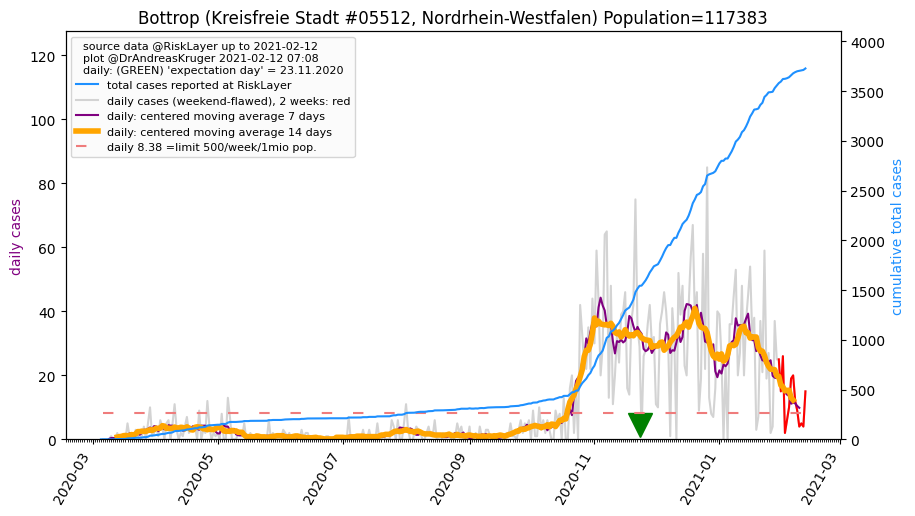 Bottrop (Kreisfreie Stadt #05512, Nordrhein-Westfalen) Population=117383
source data @RiskLayer up to 2021-02-12
plot @DrAndreasKruger 2021-02-12 07:08
daily: (GREEN) 'expectation day' = 23.11.2020
total cases reported at RiskLayer
daily cases (weekend-flawed), 2 weeks: red
daily: centered moving average 7 days
daily: centered moving average 14 days
daily 8.38 =limit 500/week/1mio pop.
daily cases
120
100
80
60
40
20
0
cumulative total cases
4000
3500
3000
2500
2000
1500
1000
500
0
2020-03
2020-05
2020-07
2020-09
2020-11
2021-01
2021-03